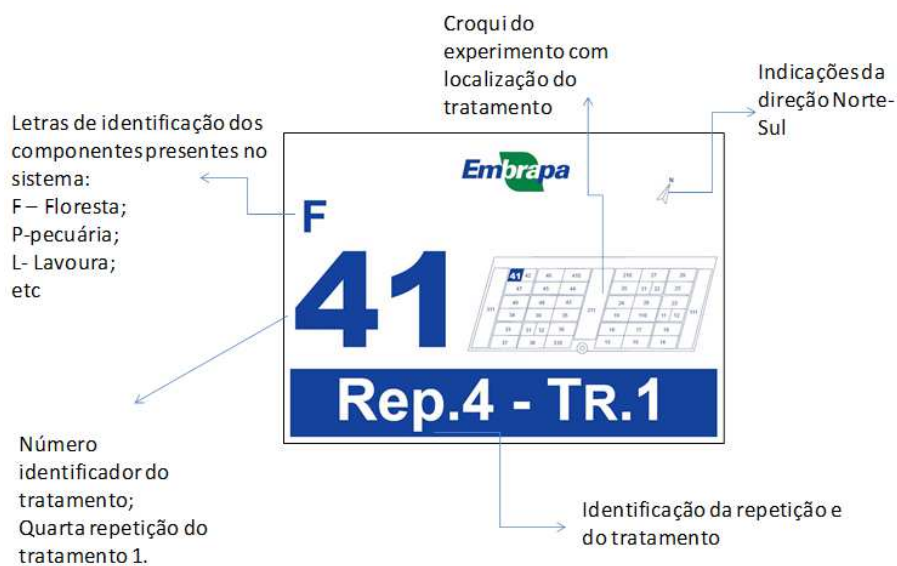 Croqui do
experimento com
localização do
tratamento
Indicações da
direção Norte-
Sul
Letras de identificação dos
componentes presentes no
sistema:
F – Floresta;
P-pecuária;
L- Lavoura;
etc
Embrapa
N
F
41
41
Rep.4 - TR.1
Número
identificador do
tratamento;
Quarta repetição do
tratamento 1.
Identificação da repetição e
do tratamento